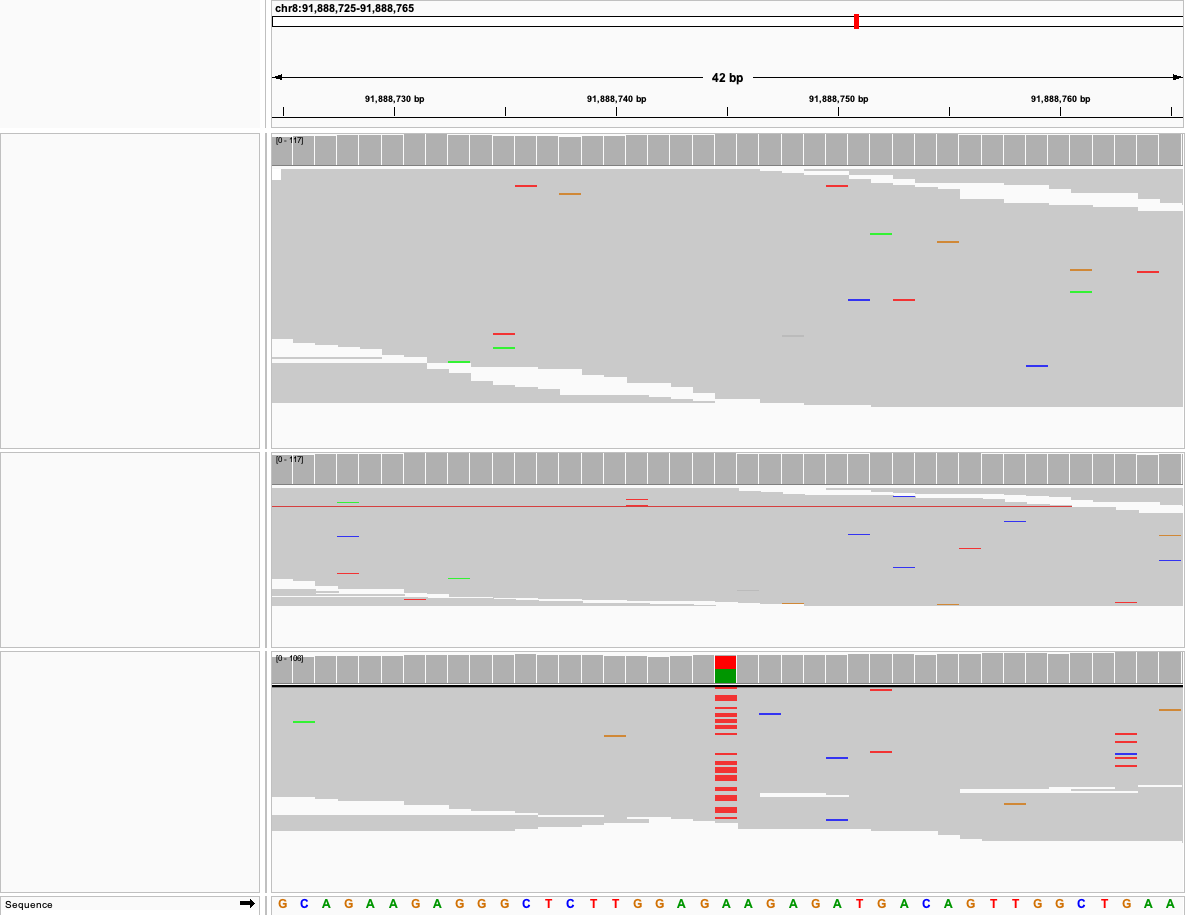 chr8:91,888,725-91,888,765
42 bp
91,888,730 bp 91,888,740 bp 91,888,750 bp 91,888,760 bp
[0 - 117]
[0 - 117]
[0 - 106]
Sequence G C A G A A G A G G G C T C T T G G A G A A G A G A T G A C A G T T G G C T G A A